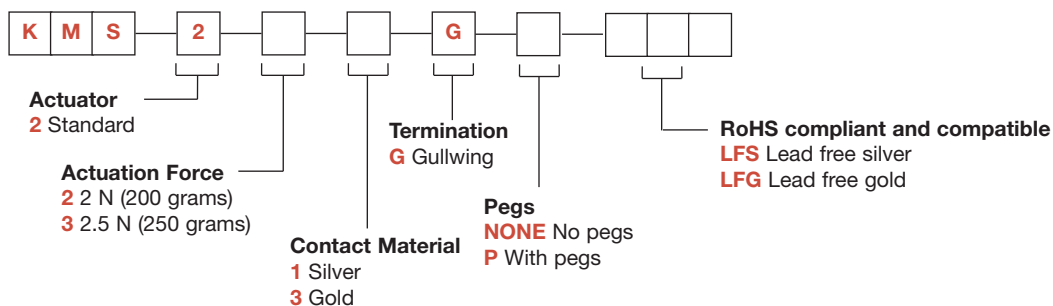 K M S 2 G
Actuator
2 Standard
Actuation Force
2 2 N (200 grams)
3 2.5 N (250 grams)
Contact Material
1 Silver
3 Gold
Termination
G Gullwing
Pegs
NONE No pegs
P With pegs
RoHS compliant and compatible
LFS Lead free silver
LFG Lead free gold